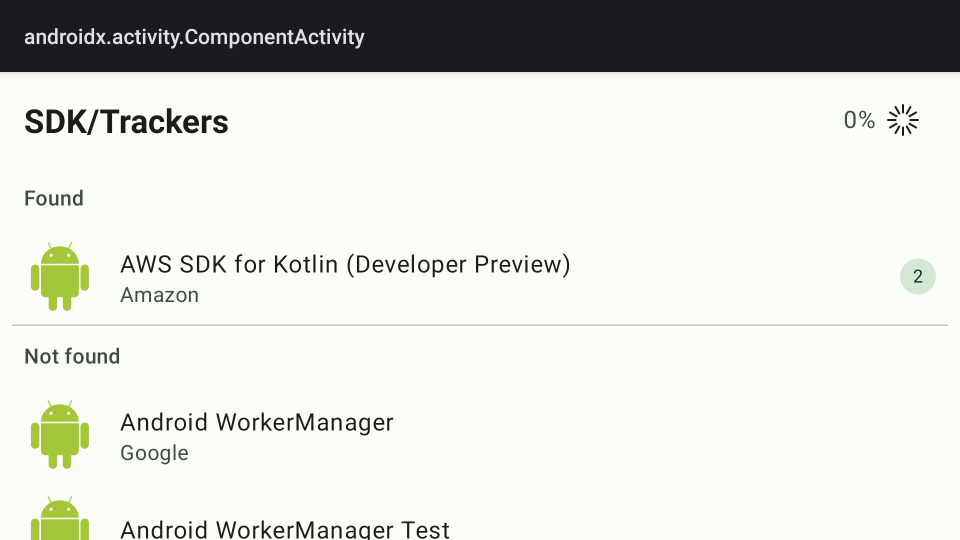 androidx.activity.ComponentActivity
SDK/Trackers
0%
Found
AWS SDK for Kotlin (Developer Preview)
Amazon
2
Not found
Android WorkerManager
Google
Android WorkerManager Test